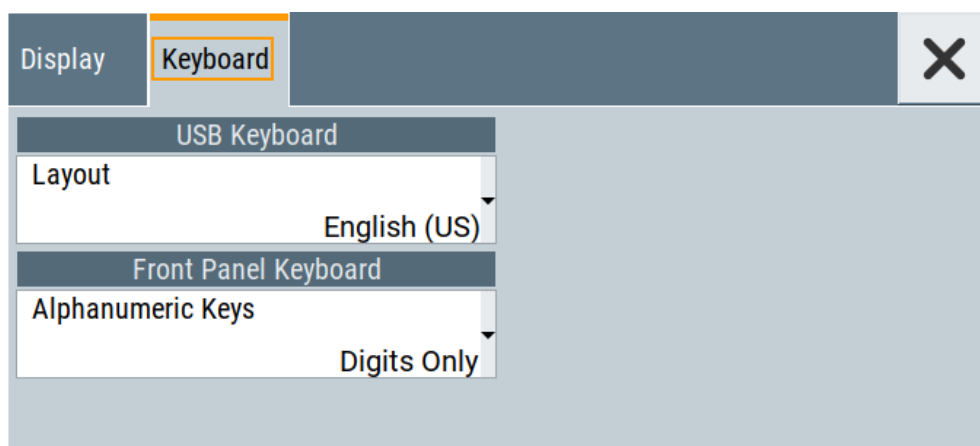 Display
Keyboard
USB Keyboard
Layout
English (US)
Front Panel Keyboard
Alphanumeric Keys
Digits Only